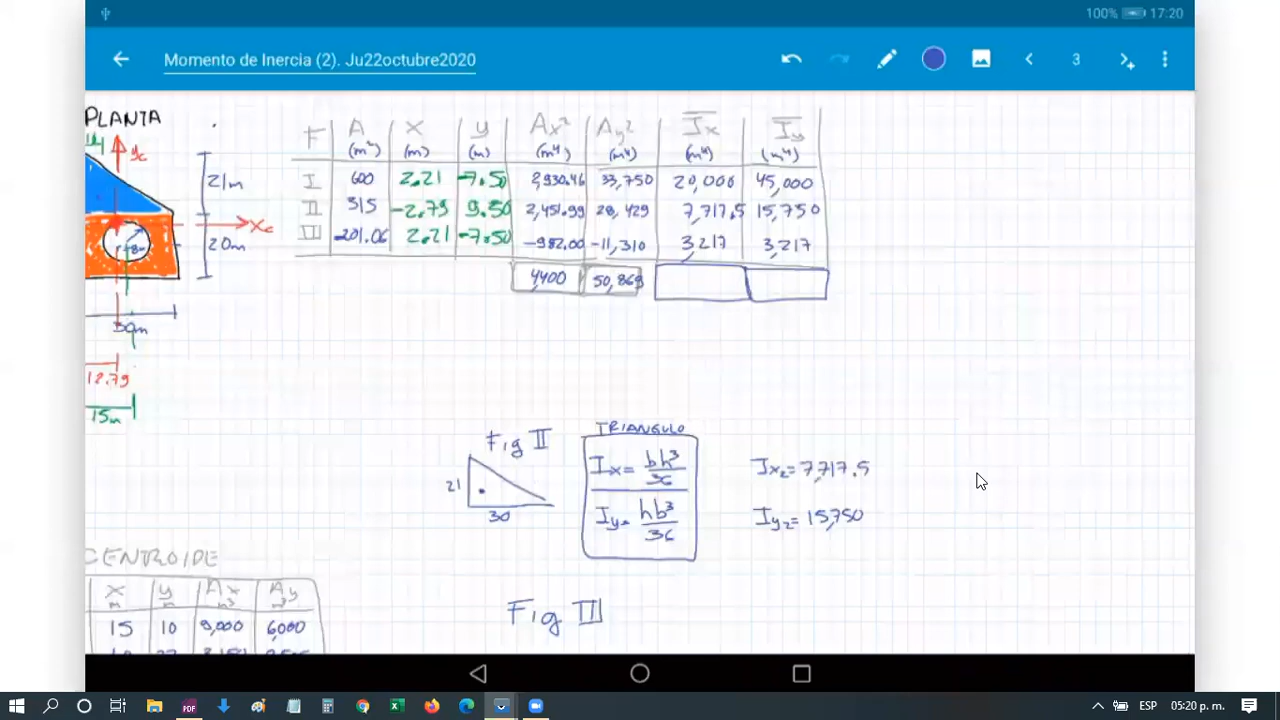 100% 17:20
Momento de Inercia (2). Ju22octubre2020
3
PLANTA
yc
21m
Xc
20m
r=8m
30m
12.79
15m
F A X y Ax² Ay² Ix Iy
(m²) (m) (m) (m⁴) (m⁴) (m⁴) (m⁴)
I 600 2.21 -7.50 2,930.46 33,750 20,000 45,000
II 315 -2.79 9.50 2,451.99 28,429 7,717.5 15,750
III -201.06 2.21 -7.50 -982.00 -11,310 3,217 3,217
4400 50,869
Fig II
21
30
TRIANGULO
Ix= bh³/36
Iy= hb³/36
Ix₂= 7,717.5
Iy₂= 15,750
CENTROIDE
X y Ax Ay
m m m³ m³
15 10 9,000 6,000
Fig III
ESP 05:20 p. m.